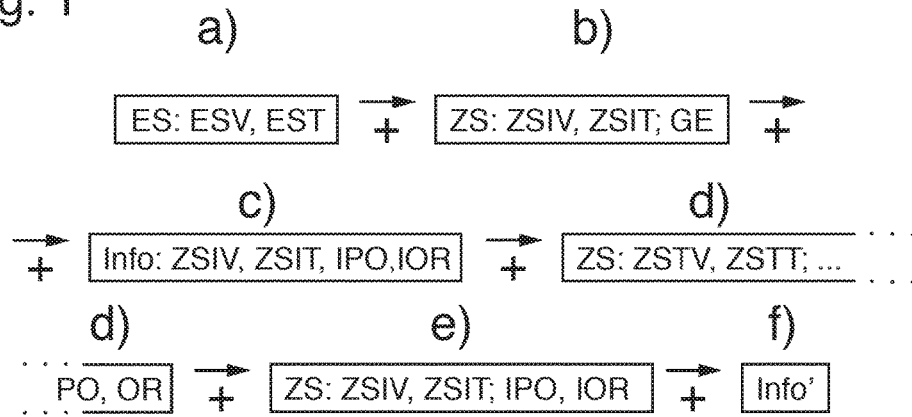 g. 1
a) b)
ES: ESV, EST + ZS: ZSIV, ZSIT; GE +
c) d)
+ Info: ZSIV, ZSIT, IPO,IOR + ZS: ZSTV, ZSTT; ...
d) e) f)
PO, OR + ZS: ZSIV, ZSIT; IPO, IOR + Info'